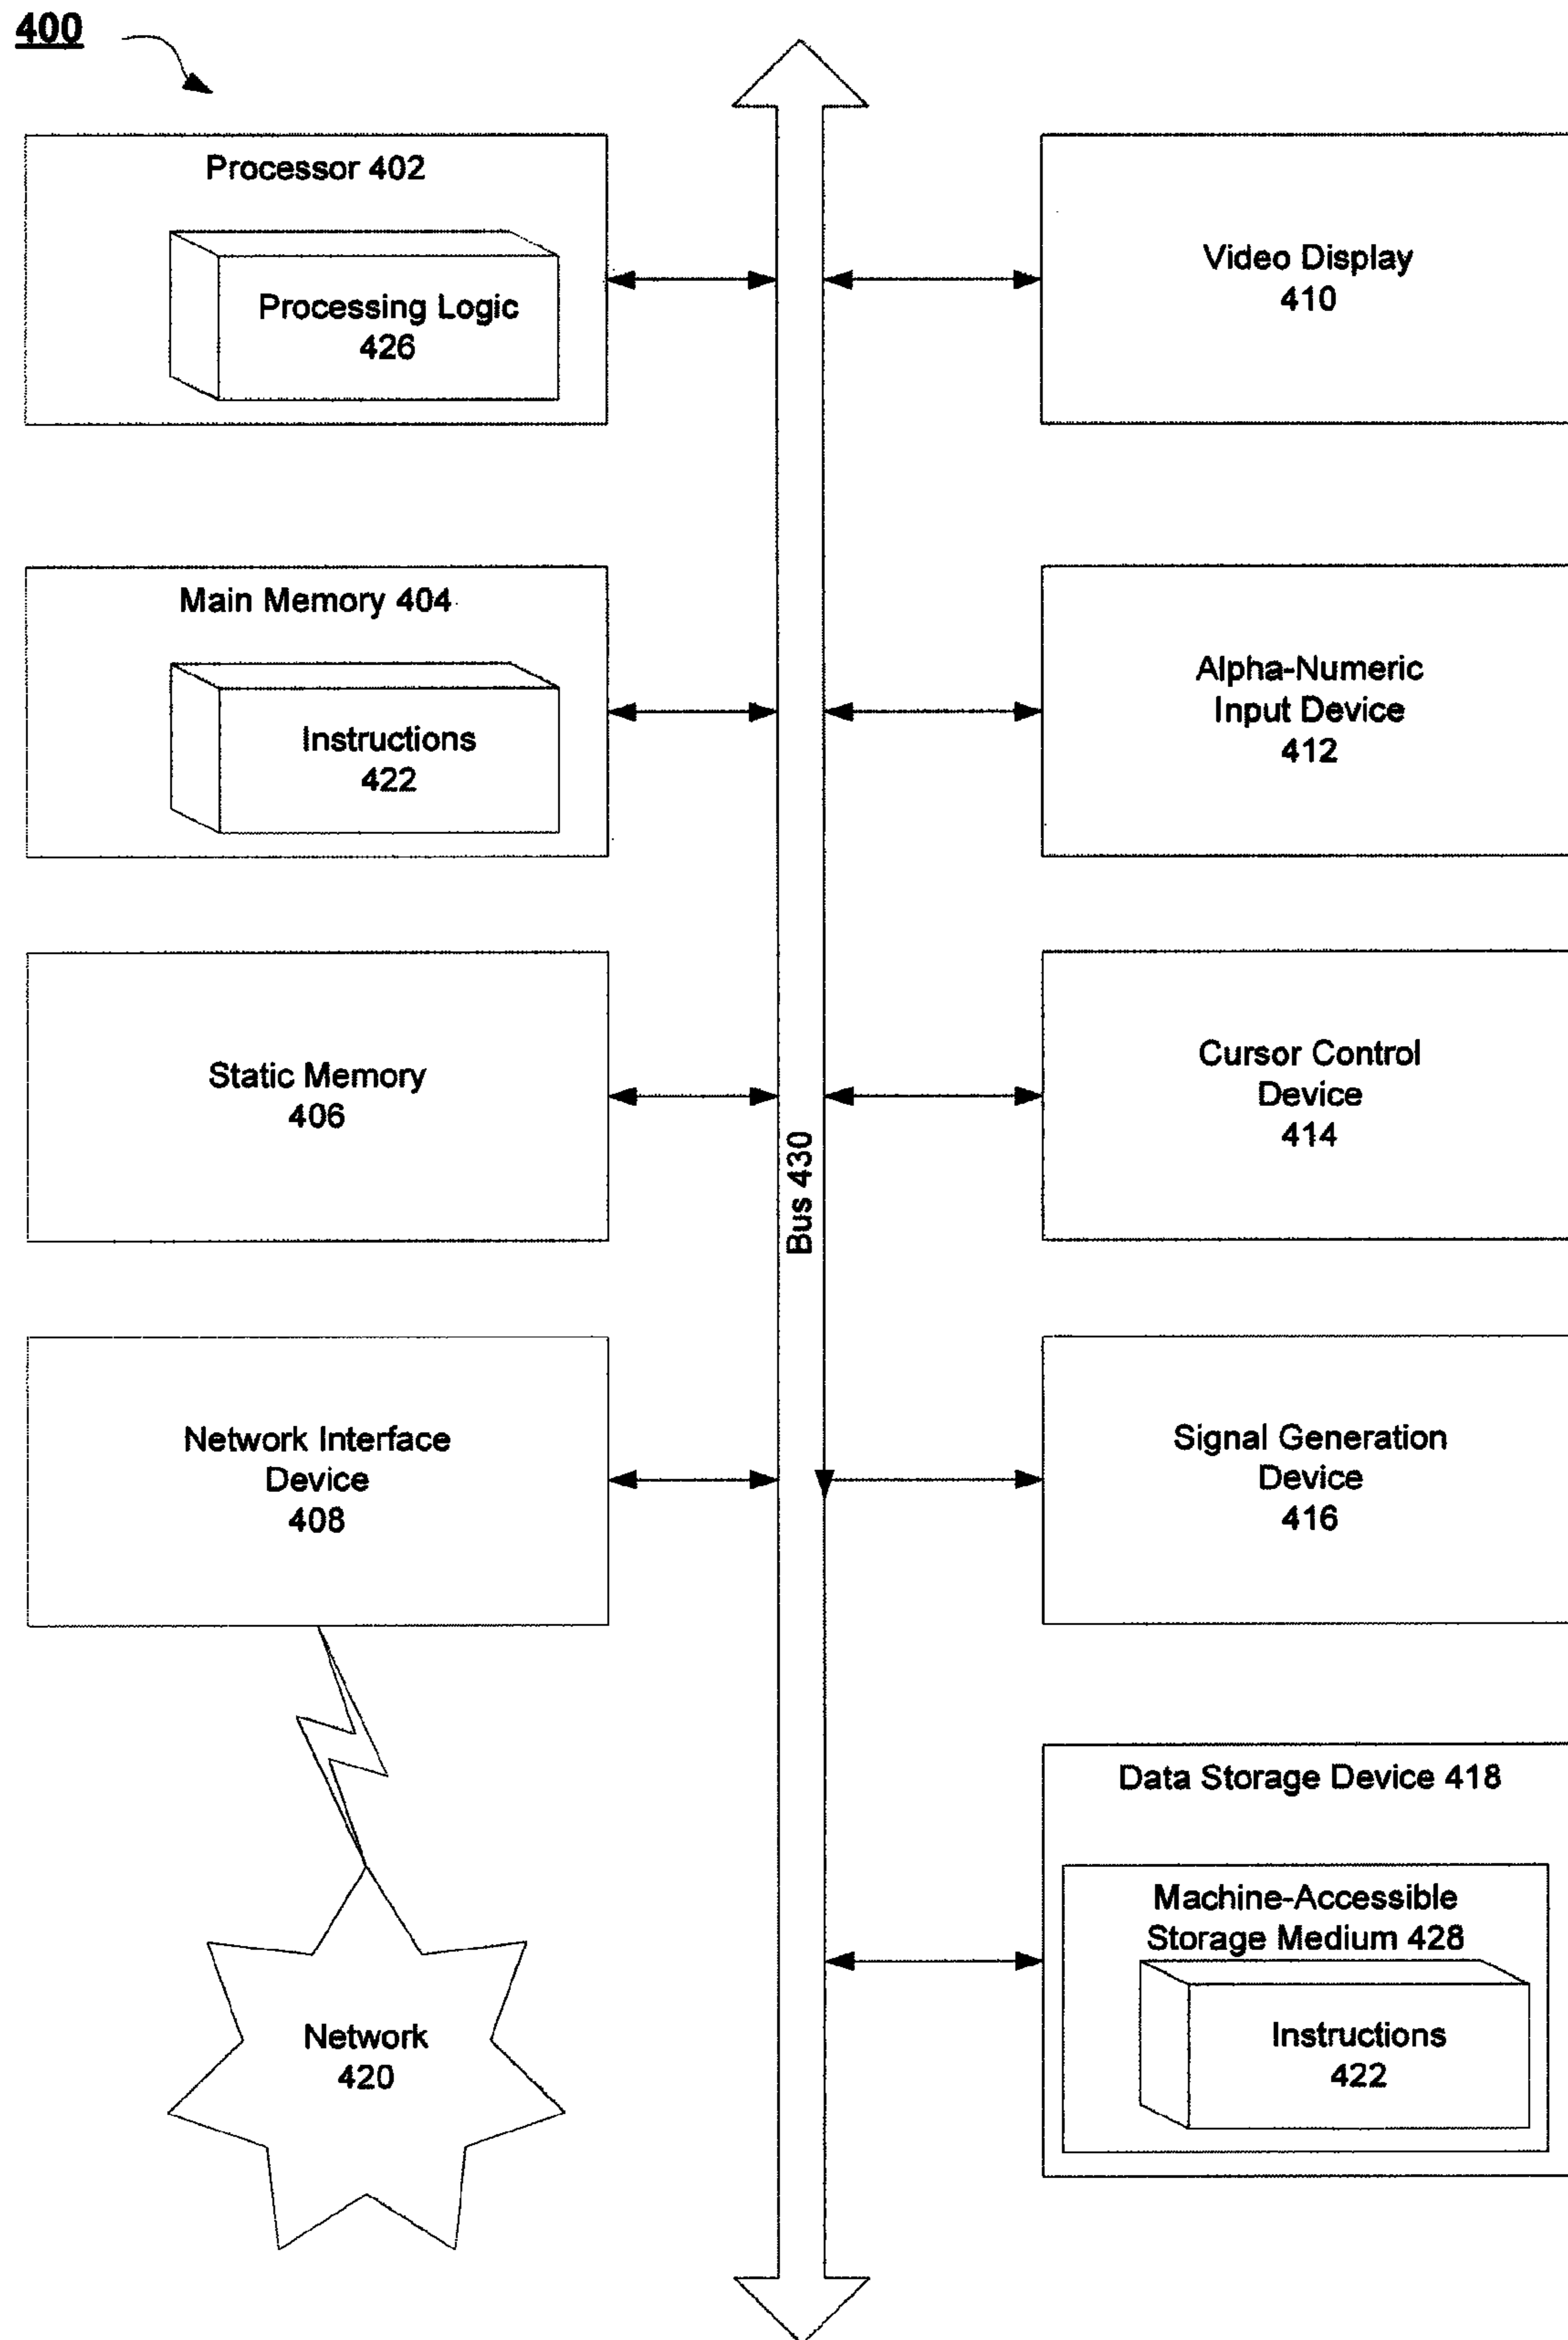 400
Processor 402
Processing Logic
426
Main Memory 404
Instructions
422
Static Memory
406
Network Interface
Device
408
Network
420
Bus 430
Video Display
410
Alpha-Numeric
Input Device
412
Cursor Control
Device
414
Signal Generation
Device
416
Data Storage Device 418
Machine-Accessible
Storage Medium 428
Instructions
422